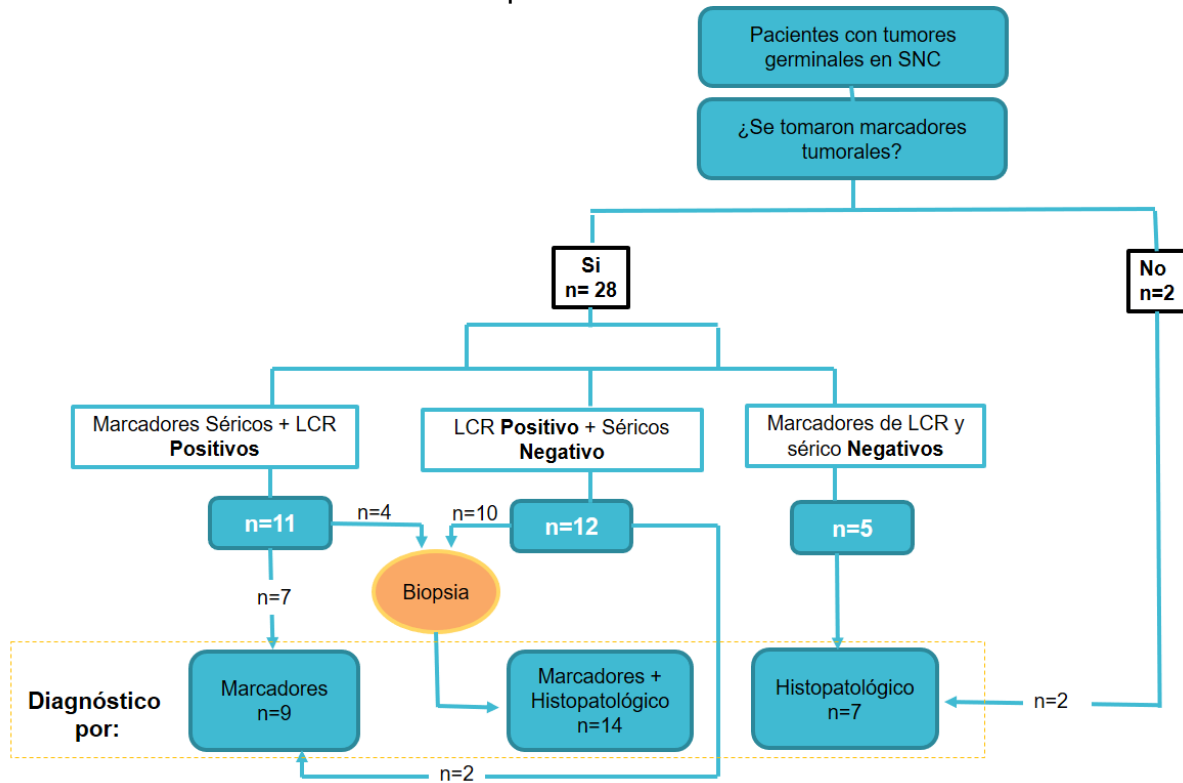 Pacientes con tumores
germinales en SNC
¿Se tomaron marcadores
tumorales?
Si
n= 28
No
n=2
Marcadores Séricos + LCR
Positivos
LCR Positivo + Séricos
Negativo
Marcadores de LCR y
sérico Negativos
n=11
n=4
n=10
n=12
n=5
Biopsia
n=7
Diagnóstico
por:
Marcadores
n=9
Marcadores +
Histopatológico
n=14
Histopatológico
n=7
n=2
n=2